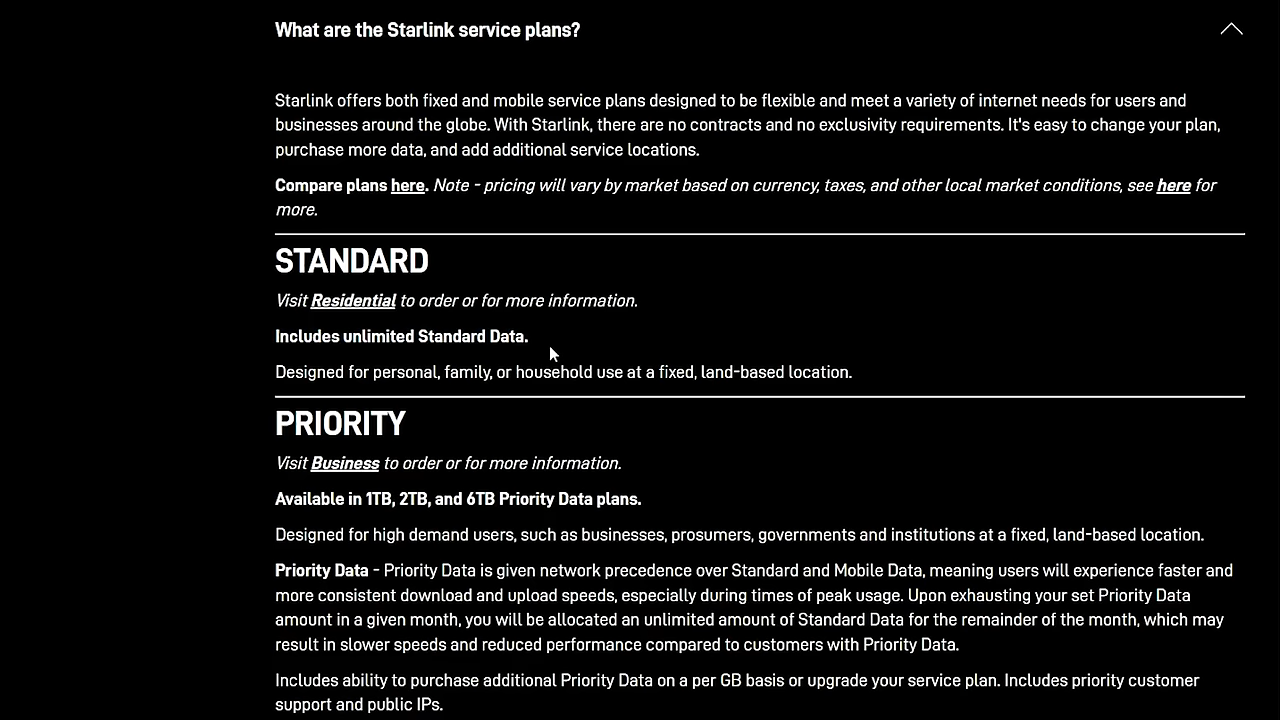 What are the Starlink service plans?
Starlink offers both fixed and mobile service plans designed to be flexible and meet a variety of internet needs for users and
businesses around the globe. With Starlink, there are no contracts and no exclusivity requirements. It's easy to change your plan,
purchase more data, and add additional service locations.
Compare plans here. Note - pricing will vary by market based on currency, taxes, and other local market conditions, see here for
more.
STANDARD
Visit Residential to order or for more information.
Includes unlimited Standard Data.
Designed for personal, family, or household use at a fixed, land-based location.
PRIORITY
Visit Business to order or for more information.
Available in 1TB, 2TB, and 6TB Priority Data plans.
Designed for high demand users, such as businesses, prosumers, governments and institutions at a fixed, land-based location.
Priority Data - Priority Data is given network precedence over Standard and Mobile Data, meaning users will experience faster and
more consistent download and upload speeds, especially during times of peak usage. Upon exhausting your set Priority Data
amount in a given month, you will be allocated an unlimited amount of Standard Data for the remainder of the month, which may
result in slower speeds and reduced performance compared to customers with Priority Data.
Includes ability to purchase additional Priority Data on a per GB basis or upgrade your service plan. Includes priority customer
support and public IPs.